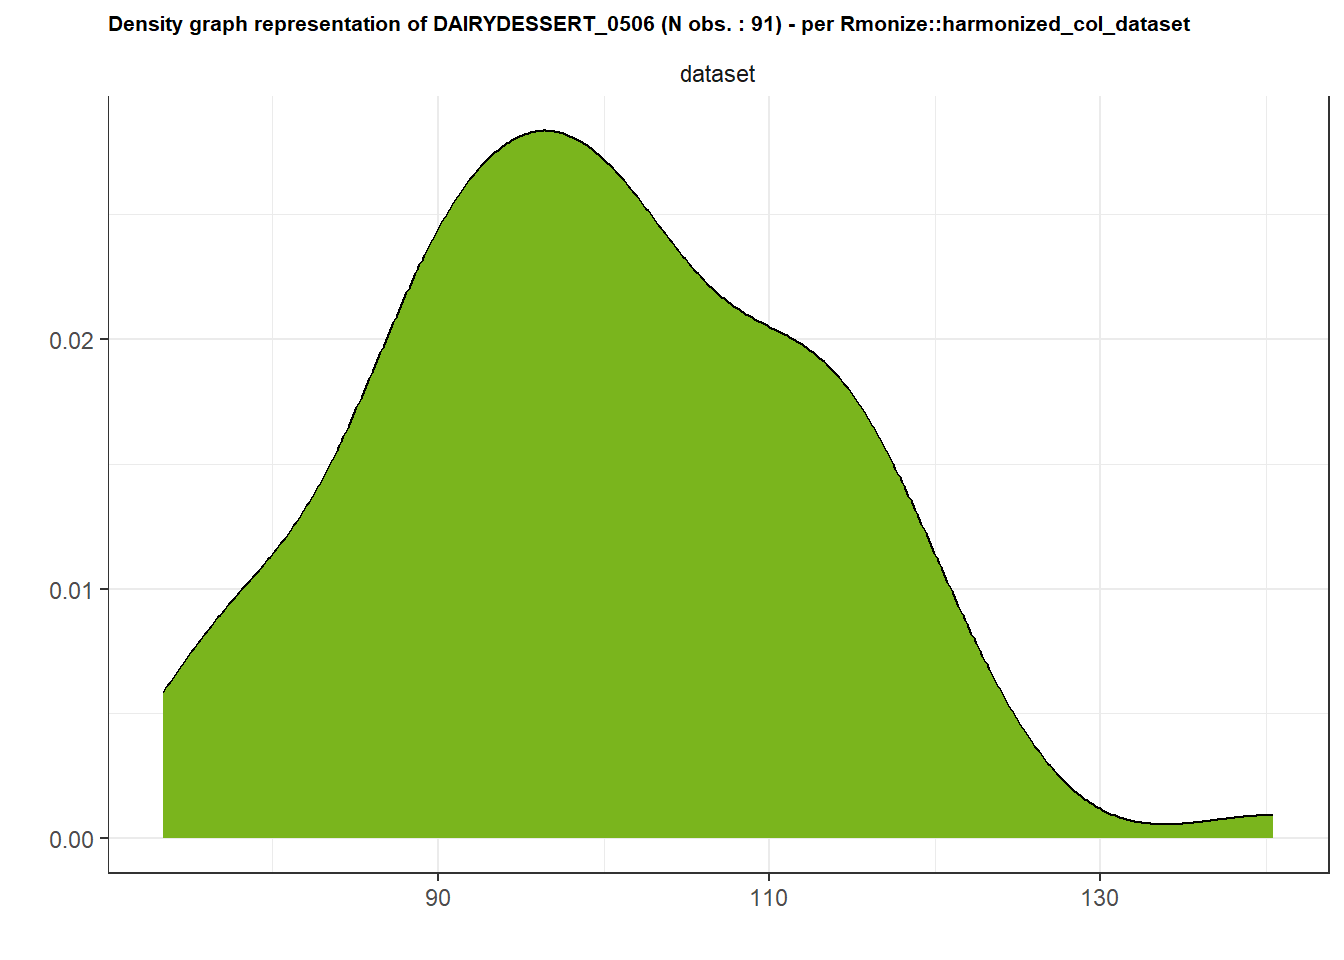 Density graph representation of DAIRYDESSERT_0506 (N obs. : 91) - per Rmonize::harmonized_col_dataset
dataset
0.02
0.01
0.00
90 110 130